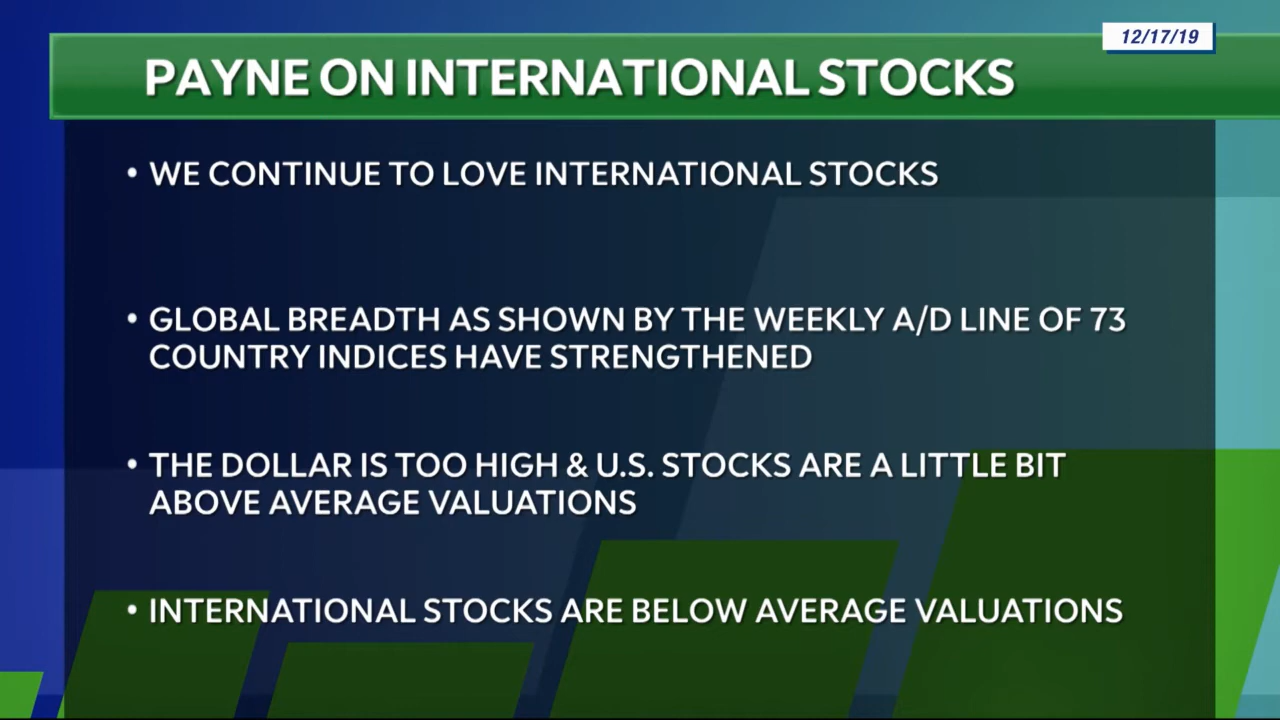 12/17/19
PAYNE ON INTERNATIONAL STOCKS
• WE CONTINUE TO LOVE INTERNATIONAL STOCKS
• GLOBAL BREADTH AS SHOWN BY THE WEEKLY A/D LINE OF 73
COUNTRY INDICES HAVE STRENGTHENED
• THE DOLLAR IS TOO HIGH & U.S. STOCKS ARE A LITTLE BIT
ABOVE AVERAGE VALUATIONS
• INTERNATIONAL STOCKS ARE BELOW AVERAGE VALUATIONS